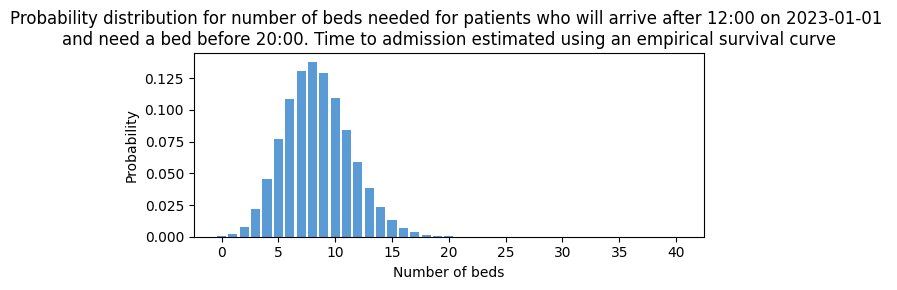 Probability distribution for number of beds needed for patients who will arrive after 12:00 on 2023-01-01
and need a bed before 20:00. Time to admission estimated using an empirical survival curve
0.125
0.100
0.075
0.050
0.025
0.000
Probability
0 5 10 15 20 25 30 35 40
Number of beds